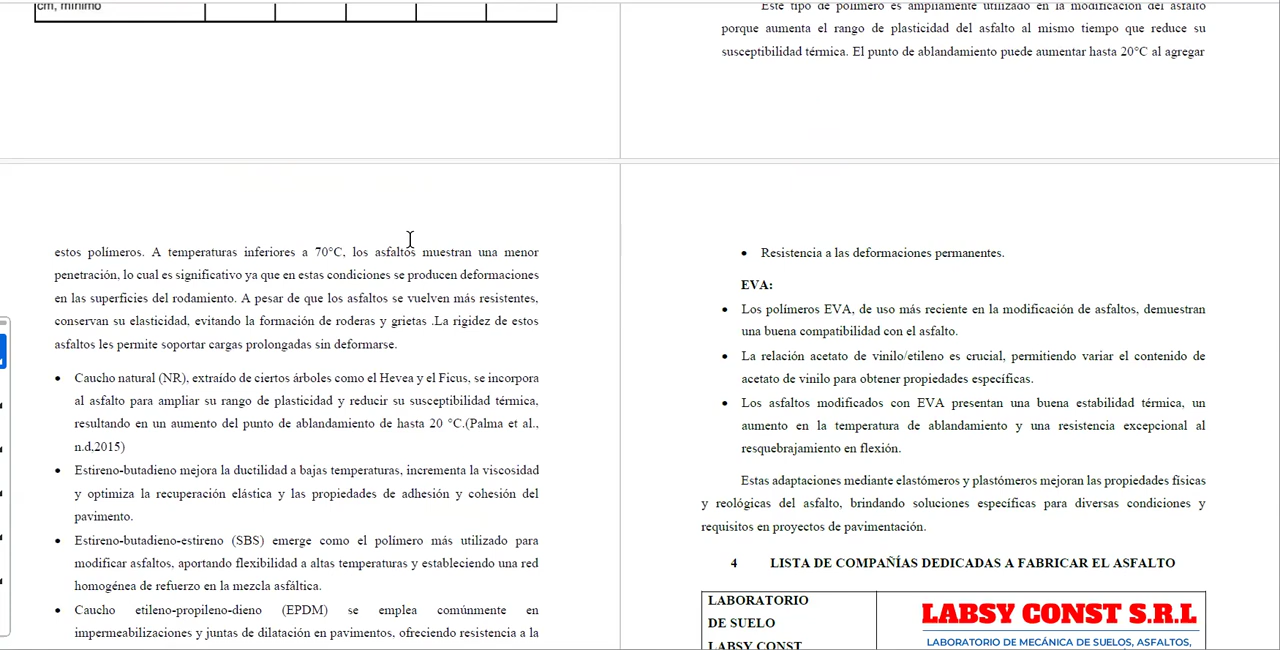 cm, mínimo
Este tipo de polímero es ampliamente utilizado en la modificación del asfalto
porque aumenta el rango de plasticidad del asfalto al mismo tiempo que reduce su
susceptibilidad térmica. El punto de ablandamiento puede aumentar hasta 20°C al agregar
estos polímeros. A temperaturas inferiores a 70°C, los asfaltos muestran una menor
penetración, lo cual es significativo ya que en estas condiciones se producen deformaciones
en las superficies del rodamiento. A pesar de que los asfaltos se vuelven más resistentes,
conservan su elasticidad, evitando la formación de roderas y grietas .La rigidez de estos
asfaltos les permite soportar cargas prolongadas sin deformarse.
• Caucho natural (NR), extraído de ciertos árboles como el Hevea y el Ficus, se incorpora
al asfalto para ampliar su rango de plasticidad y reducir su susceptibilidad térmica,
resultando en un aumento del punto de ablandamiento de hasta 20 °C.(Palma et al.,
n.d,2015)
• Estireno-butadieno mejora la ductilidad a bajas temperaturas, incrementa la viscosidad
y optimiza la recuperación elástica y las propiedades de adhesión y cohesión del
pavimento.
• Estireno-butadieno-estireno (SBS) emerge como el polímero más utilizado para
modificar asfaltos, aportando flexibilidad a altas temperaturas y estableciendo una red
homogénea de refuerzo en la mezcla asfáltica.
• Caucho etileno-propileno-dieno (EPDM) se emplea comúnmente en
impermeabilizaciones y juntas de dilatación en pavimentos, ofreciendo resistencia a la
• Resistencia a las deformaciones permanentes.
EVA:
• Los polímeros EVA, de uso más reciente en la modificación de asfaltos, demuestran
una buena compatibilidad con el asfalto.
• La relación acetato de vinilo/etileno es crucial, permitiendo variar el contenido de
acetato de vinilo para obtener propiedades específicas.
• Los asfaltos modificados con EVA presentan una buena estabilidad térmica, un
aumento en la temperatura de ablandamiento y una resistencia excepcional al
resquebrajamiento en flexión.
Estas adaptaciones mediante elastómeros y plastómeros mejoran las propiedades físicas
y reológicas del asfalto, brindando soluciones específicas para diversas condiciones y
requisitos en proyectos de pavimentación.
4 LISTA DE COMPAÑÍAS DEDICADAS A FABRICAR EL ASFALTO
LABORATORIO
DE SUELO
LABSY CONST
LABSY CONST S.R.L
LABORATORIO DE MECÁNICA DE SUELOS, ASFALTOS,